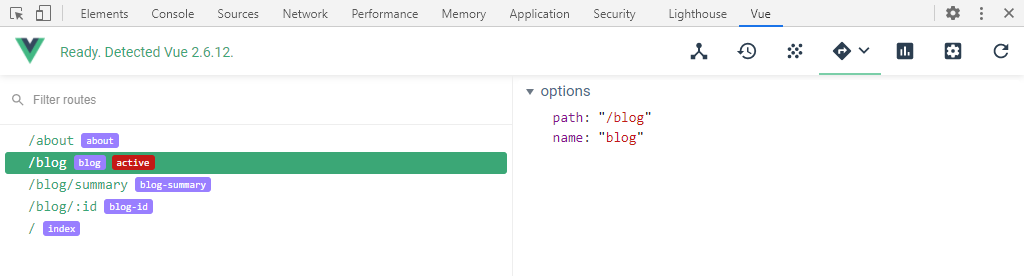 Elements Console Sources Network Performance Memory Application Security Lighthouse Vue
Ready. Detected Vue 2.6.12.
Filter routes
options
path: "/blog"
name: "blog"
/about about
/blog blog active
/blog/summary blog-summary
/blog/:id blog-id
/ index